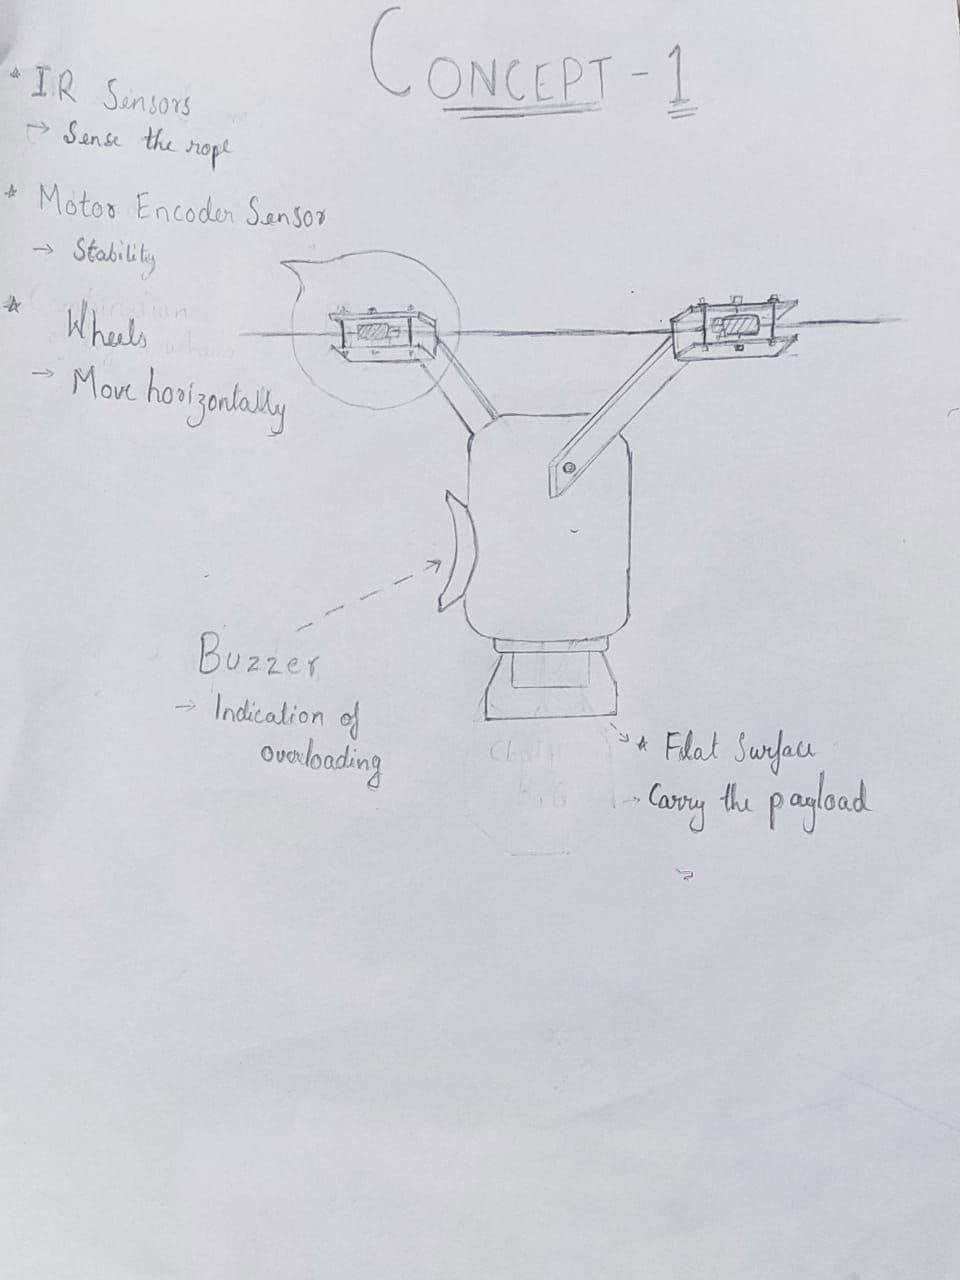 CONCEPT - 1
* IR Sensors
→ Sense the rope
* Motor Encoder Sensor
→ Stability
* Wheels
→ Move horizontally
Buzzer
→ Indication of
overloading
* Flat Surface
→ Carry the payload